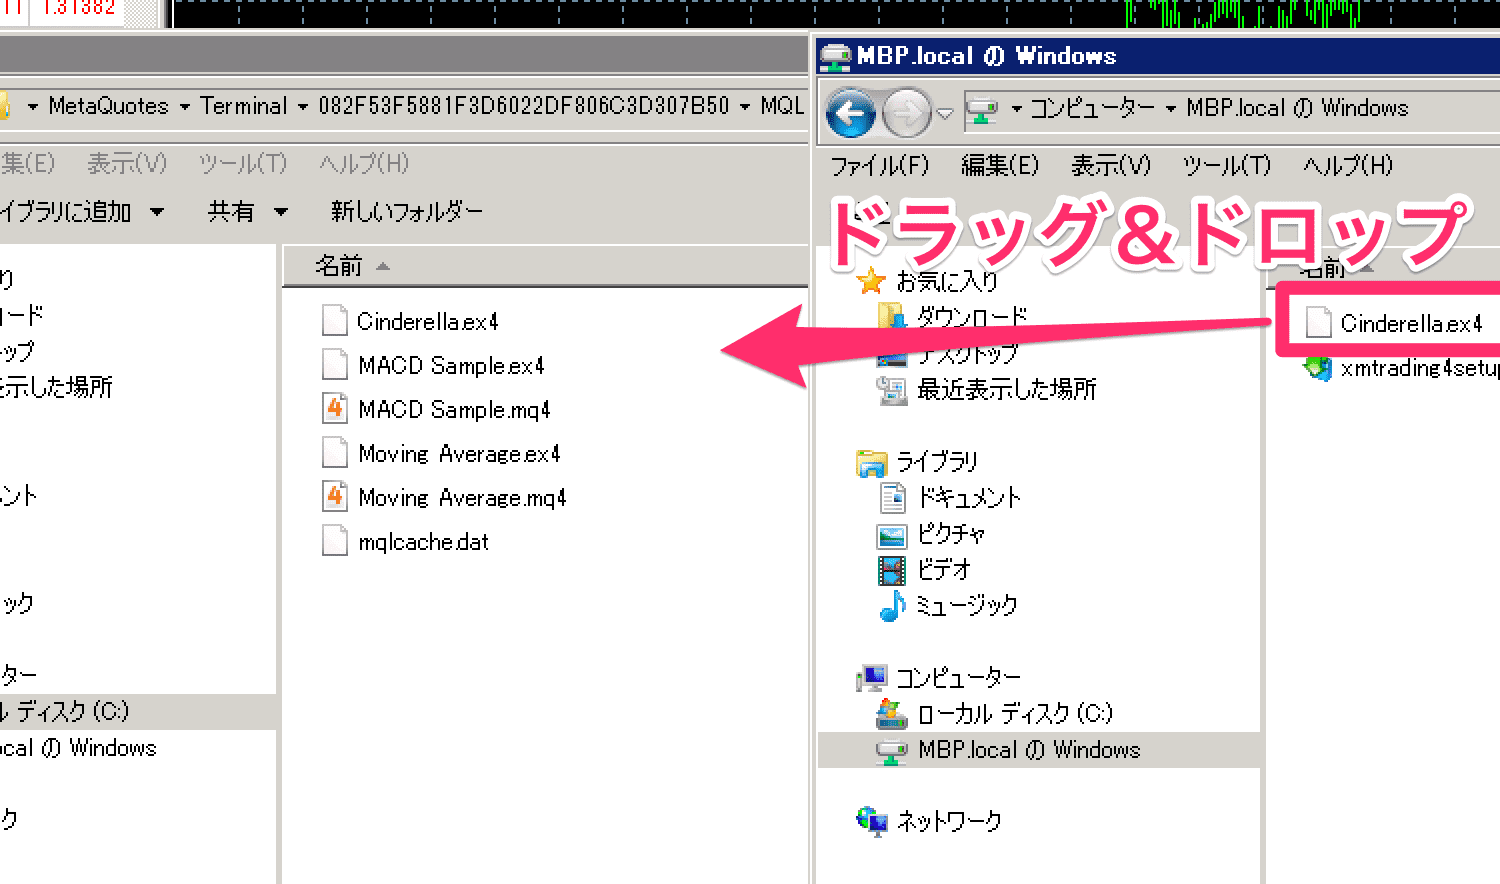 1.31382
MetaQuotes Terminal 082F53F5881F3D6022DF806C3D307B50 MQL
集(E) 表示(V) ツール(T) ヘルプ(H)
イブラリに追加 共有 新しいフォルダー
名前
り
ード
トップ
表示した場所
メント
ック
ター
ル ディスク (C:)
ocal の Windows
ク
Cinderella.ex4
MACD Sample.ex4
MACD Sample.mq4
Moving Average.ex4
Moving Average.mq4
mqlcache.dat
MBP.local の Windows
コンピューター MBP.local の Windows
ファイル(F) 編集(E) 表示(V) ツール(T) ヘルプ(H)
ドラッグ&ドロップ
お気に入り
ダウンロード
デスクトップ
最近表示した場所
ライブラリ
ドキュメント
ピクチャ
ビデオ
ミュージック
コンピューター
ローカル ディスク (C:)
MBP.local の Windows
ネットワーク
名前
Cinderella.ex4
xmtrading4setup